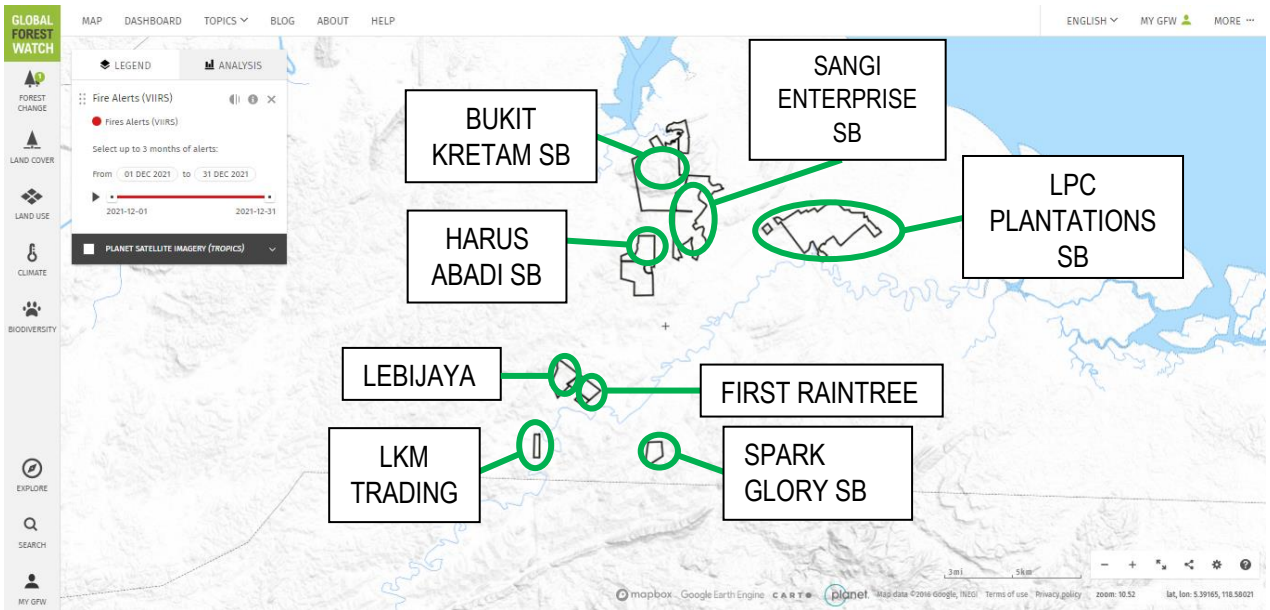 GLOBAL
FOREST
WATCH
MAP DASHBOARD TOPICS BLOG ABOUT HELP
ENGLISH MY GFW MORE
FOREST
CHANGE
LAND COVER
LAND USE
CLIMATE
BIODIVERSITY
EXPLORE
SEARCH
MY GFW
LEGEND ANALYSIS
Fire Alerts (VIIRS)
Fires Alerts (VIIRS)
Select up to 3 months of alerts:
From 01 DEC 2021 to 31 DEC 2021
2021-12-01 2021-12-31
PLANET SATELLITE IMAGERY (TROPICS)
BUKIT
KRETAM SB
SANGI
ENTERPRISE
SB
HARUS
ABADI SB
LPC
PLANTATIONS
SB
LEBIJAYA
FIRST RAINTREE
LKM
TRADING
SPARK
GLORY SB
3mi 5km
mapbox Google Earth Engine CARTO planet. Map data ©2016 Google, INEGI Terms of use Privacy policy zoom: 10.52 lat, lon: 5.39165, 118.58021